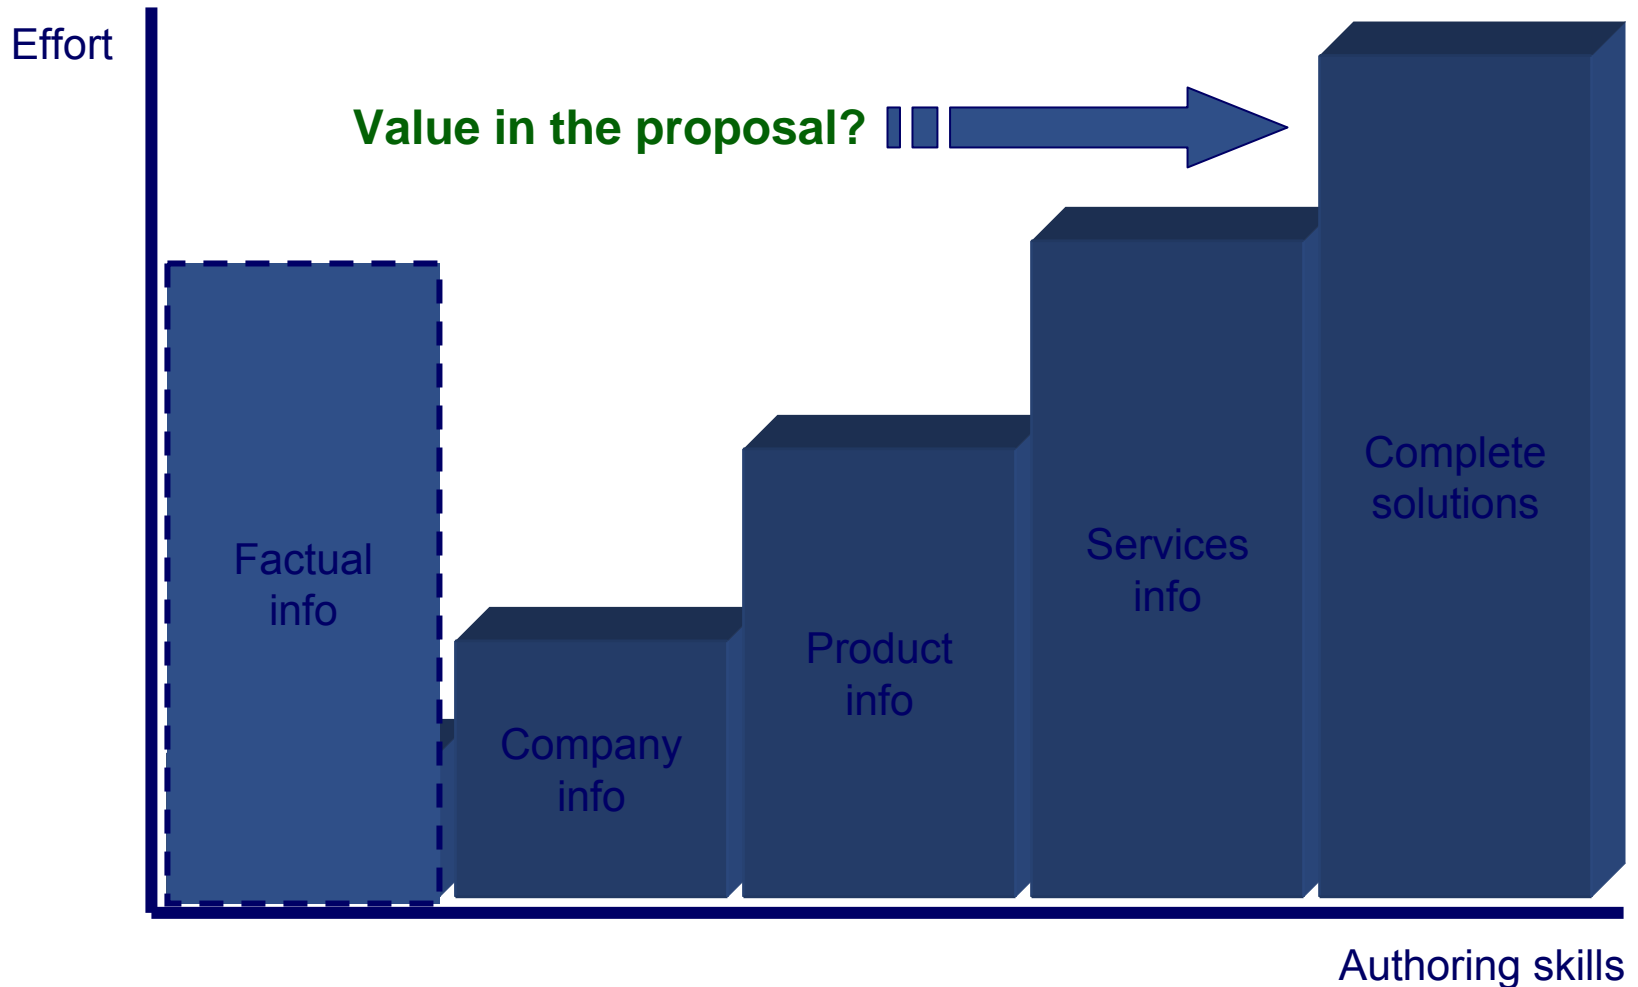 Effort
Value in the proposal?
Factual
info
Company
info
Product
info
Services
info
Complete
solutions
Authoring skills